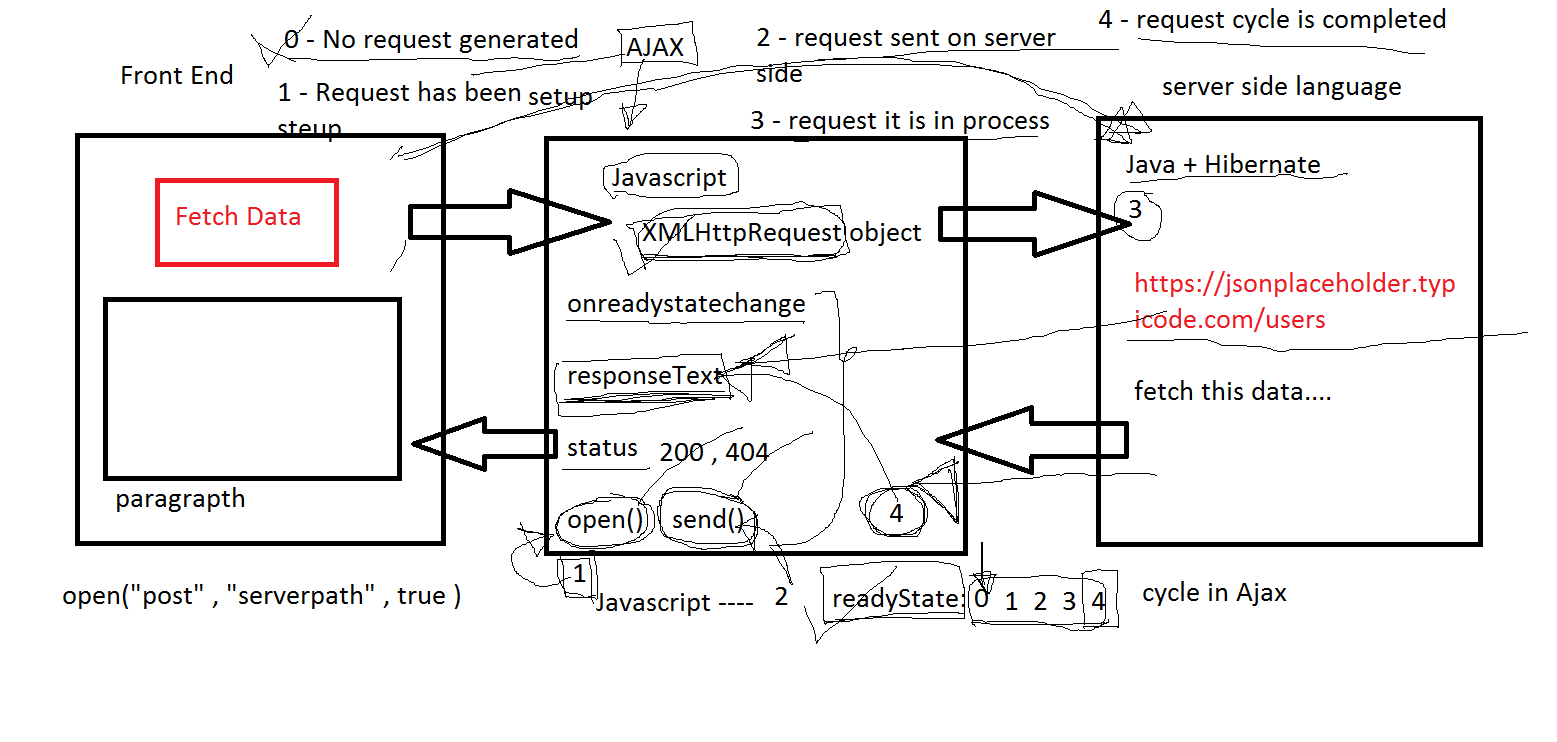 0 - No request generated
AJAX
2 - request sent on server
side
4 - request cycle is completed
Front End
1 - Request has been setup
steup
3 - request it is in process
server side language
Fetch Data
paragrapth
Javascript
XMLHttpRequest object
onreadystatechange
responseText
status 200 , 404
open() send() 4
1
Java + Hibernate
3
https://jsonplaceholder.typ
icode.com/users
fetch this data....
open("post" , "serverpath" , true )
Javascript ---- 2
readyState: 0 1 2 3 4
cycle in Ajax